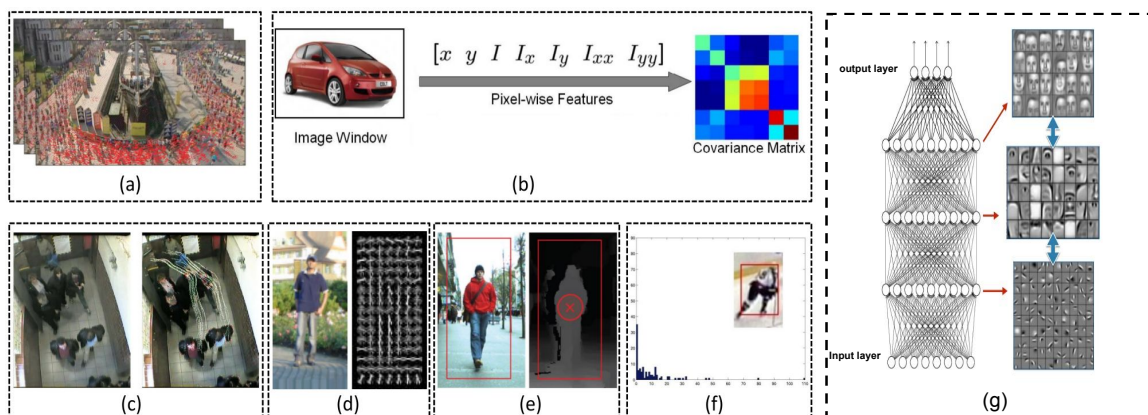 [x y I I_x I_y I_xx I_yy]
Pixel-wise Features
Image Window
Covariance Matrix
(a)
(b)
output layer
Input layer
(c)
(d)
(e)
(f)
(g)